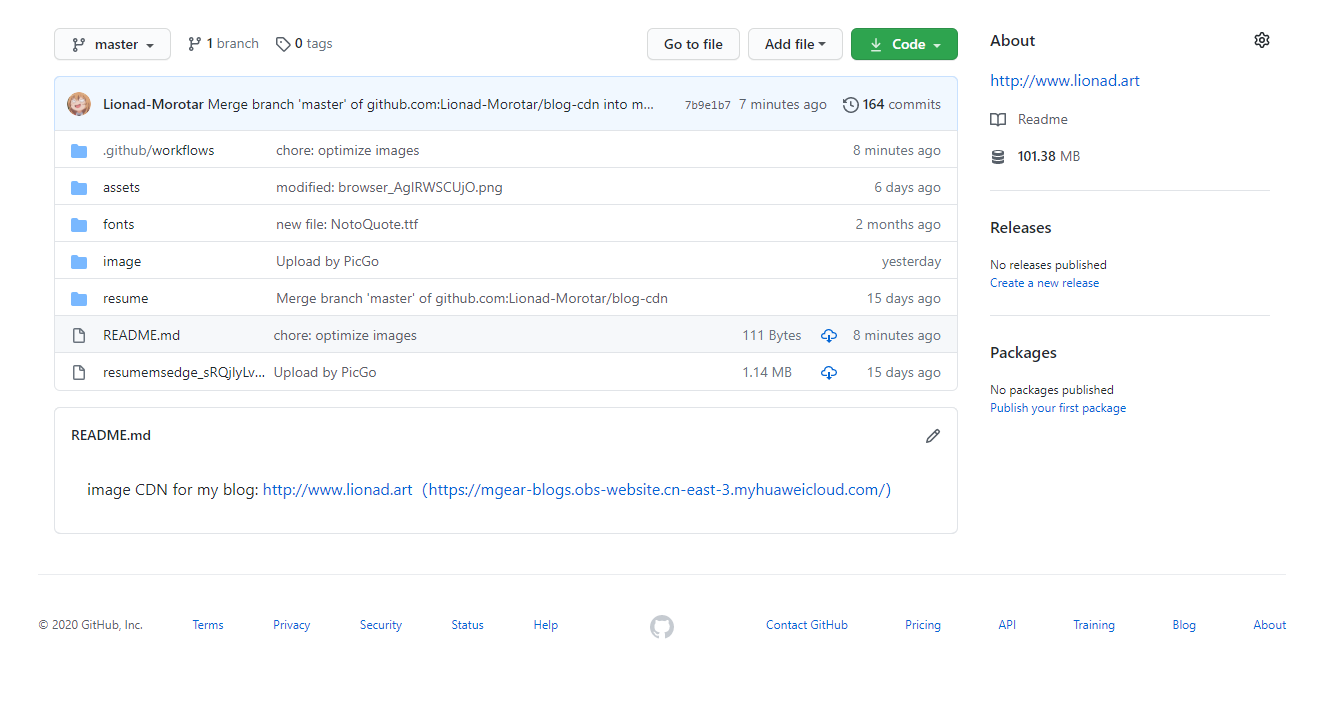 master 1 branch 0 tags Go to file Add file Code
Lionad-Morotar Merge branch 'master' of github.com:Lionad-Morotar/blog-cdn into m... 7b9e1b7 7 minutes ago 164 commits
.github/workflows chore: optimize images 8 minutes ago
assets modified: browser_AgIRWSCUjO.png 6 days ago
fonts new file: NotoQuote.ttf 2 months ago
image Upload by PicGo yesterday
resume Merge branch 'master' of github.com:Lionad-Morotar/blog-cdn 15 days ago
README.md chore: optimize images 111 Bytes 8 minutes ago
resumemsedge_sRQjIyLv... Upload by PicGo 1.14 MB 15 days ago
README.md
image CDN for my blog: http://www.lionad.art（https://mgear-blogs.obs-website.cn-east-3.myhuaweicloud.com/)
About
http://www.lionad.art
Readme
101.38 MB
Releases
No releases published
Create a new release
Packages
No packages published
Publish your first package
© 2020 GitHub, Inc. Terms Privacy Security Status Help Contact GitHub Pricing API Training Blog About